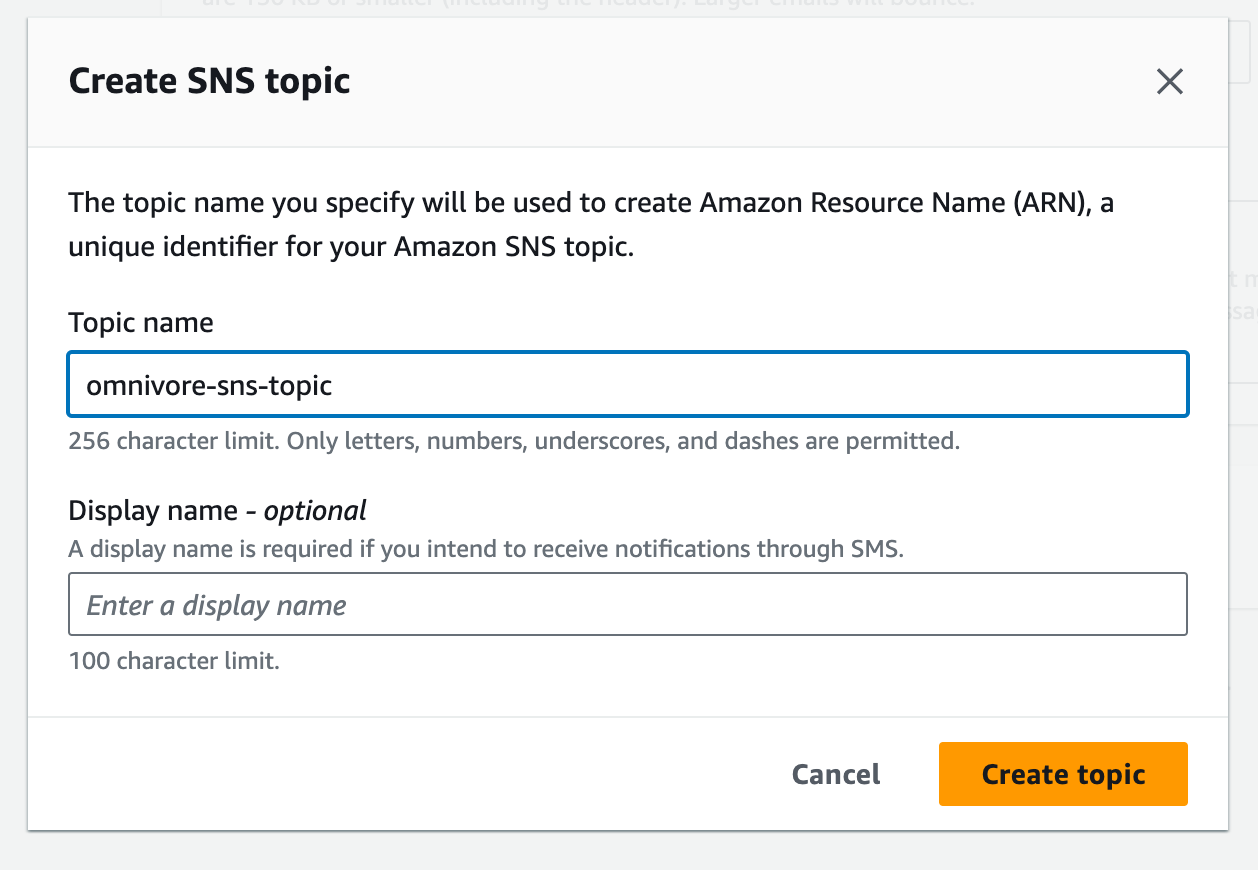 are 150 KB or smaller (including the header). Larger emails will bounce.
Create SNS topic
The topic name you specify will be used to create Amazon Resource Name (ARN), a
unique identifier for your Amazon SNS topic.
Topic name
omnivore-sns-topic
256 character limit. Only letters, numbers, underscores, and dashes are permitted.
Display name - optional
A display name is required if you intend to receive notifications through SMS.
Enter a display name
100 character limit.
Cancel
Create topic